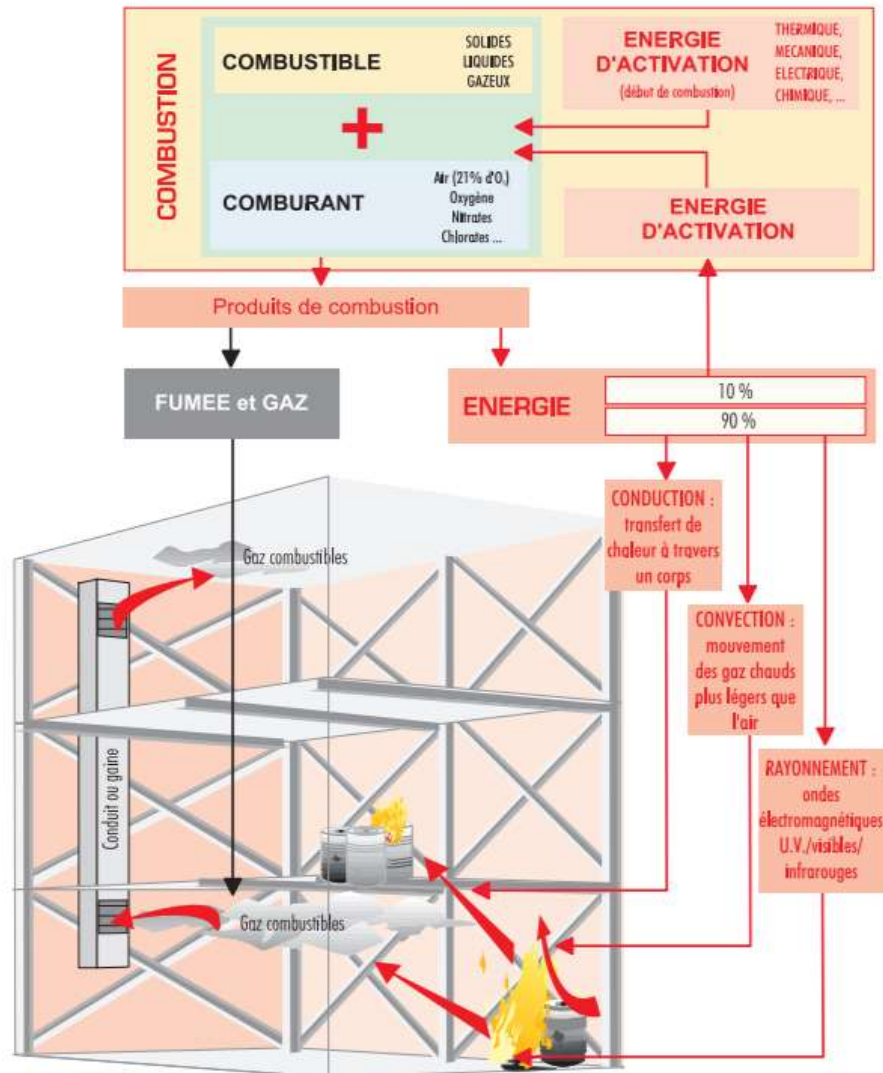 COMBUSTION
COMBUSTIBLE
SOLIDES
LIQUIDES
GAZEUX
ENERGIE
D'ACTIVATION
(début de combustion)
THERMIQUE,
MECANIQUE,
ELECTRIQUE,
CHIMIQUE, ...
+
COMBURANT
Air (21% d'O₂)
Oxygène
Nitrates
Chlorates ...
ENERGIE
D'ACTIVATION
Produits de combustion
FUMEE et GAZ
ENERGIE
10 %
90 %
CONDUCTION :
transfert de
chaleur à travers
un corps
CONVECTION :
mouvement
des gaz chauds
plus légers que
l'air
RAYONNEMENT :
ondes
électromagnétiques
U.V./visibles/
infrarouges
Gaz combustibles
Conduit ou gaine
Gaz combustibles